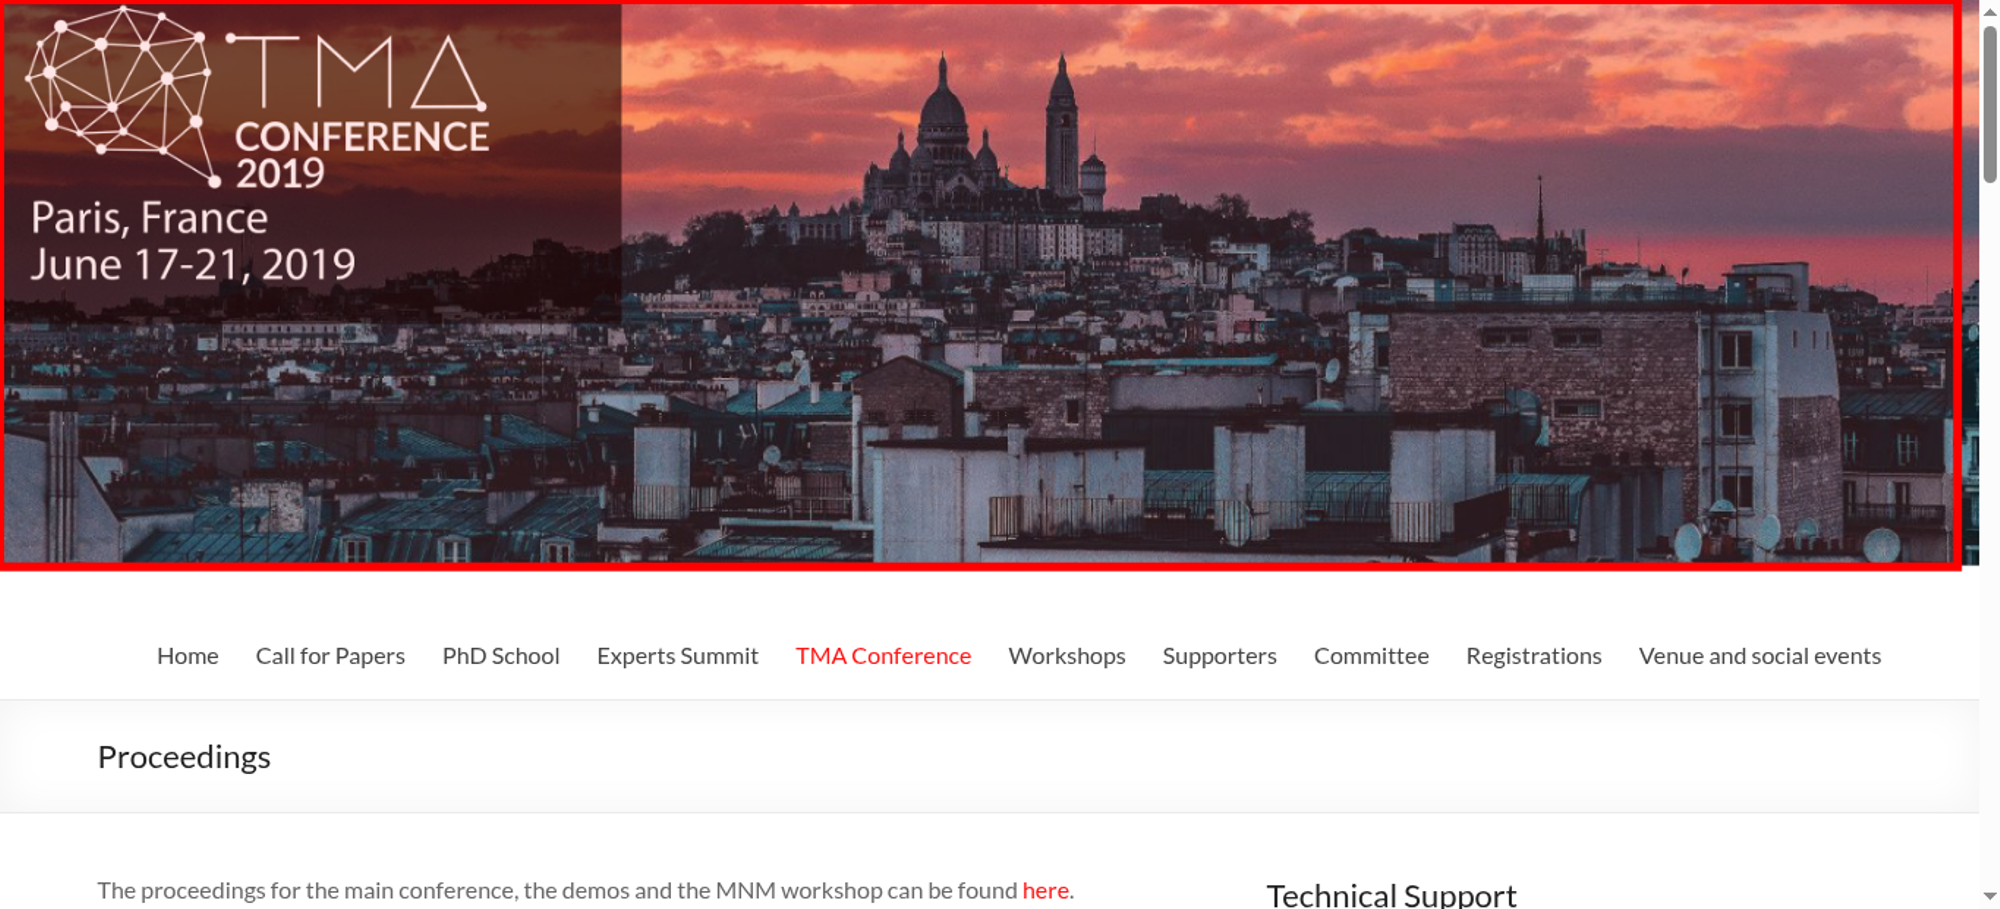 TMA
CONFERENCE
2019
Paris, France
June 17-21, 2019
Home Call for Papers PhD School Experts Summit TMA Conference Workshops Supporters Committee Registrations Venue and social events
Proceedings
The proceedings for the main conference, the demos and the MNM workshop can be found here.
Technical Support